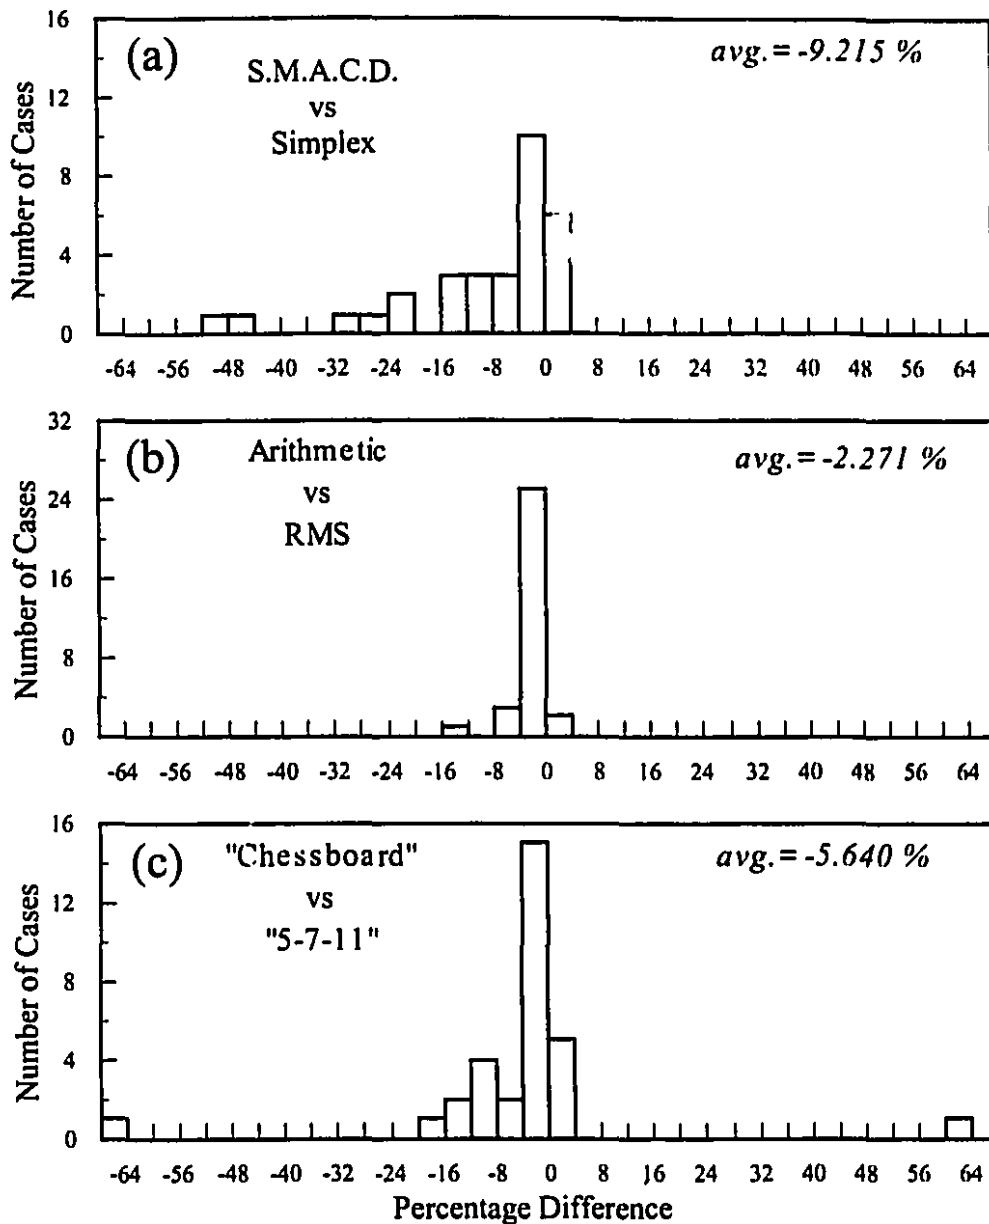 16
12
8
4
0
Number of Cases
(a)
S.M.A.C.D.
vs
Simplex
avg.= -9.215 %
-64 -56 -48 -40 -32 -24 -16 -8 0 8 16 24 32 40 48 56 64
32
24
16
8
0
Number of Cases
(b)
Arithmetic
vs
RMS
avg.= -2.271 %
-64 -56 -48 -40 -32 -24 -16 -8 0 8 16 24 32 40 48 56 64
16
12
8
4
0
Number of Cases
(c)
"Chessboard"
vs
"5-7-11"
avg.= -5.640 %
-64 -56 -48 -40 -32 -24 -16 -8 0 8 16 24 32 40 48 56 64
Percentage Difference